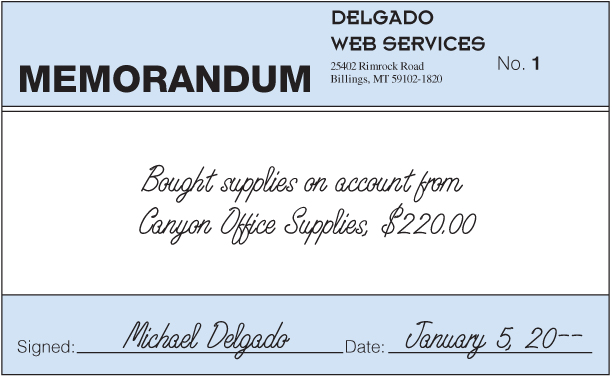 DELGADO
WEB SERVICES
25402 Rimrock Road
Billings, MT 59102-1820
No. 1
MEMORANDUM
Bought supplies on account from
Canyon Office Supplies, $220.00
Signed: Michael Delgado Date: January 5, 20--